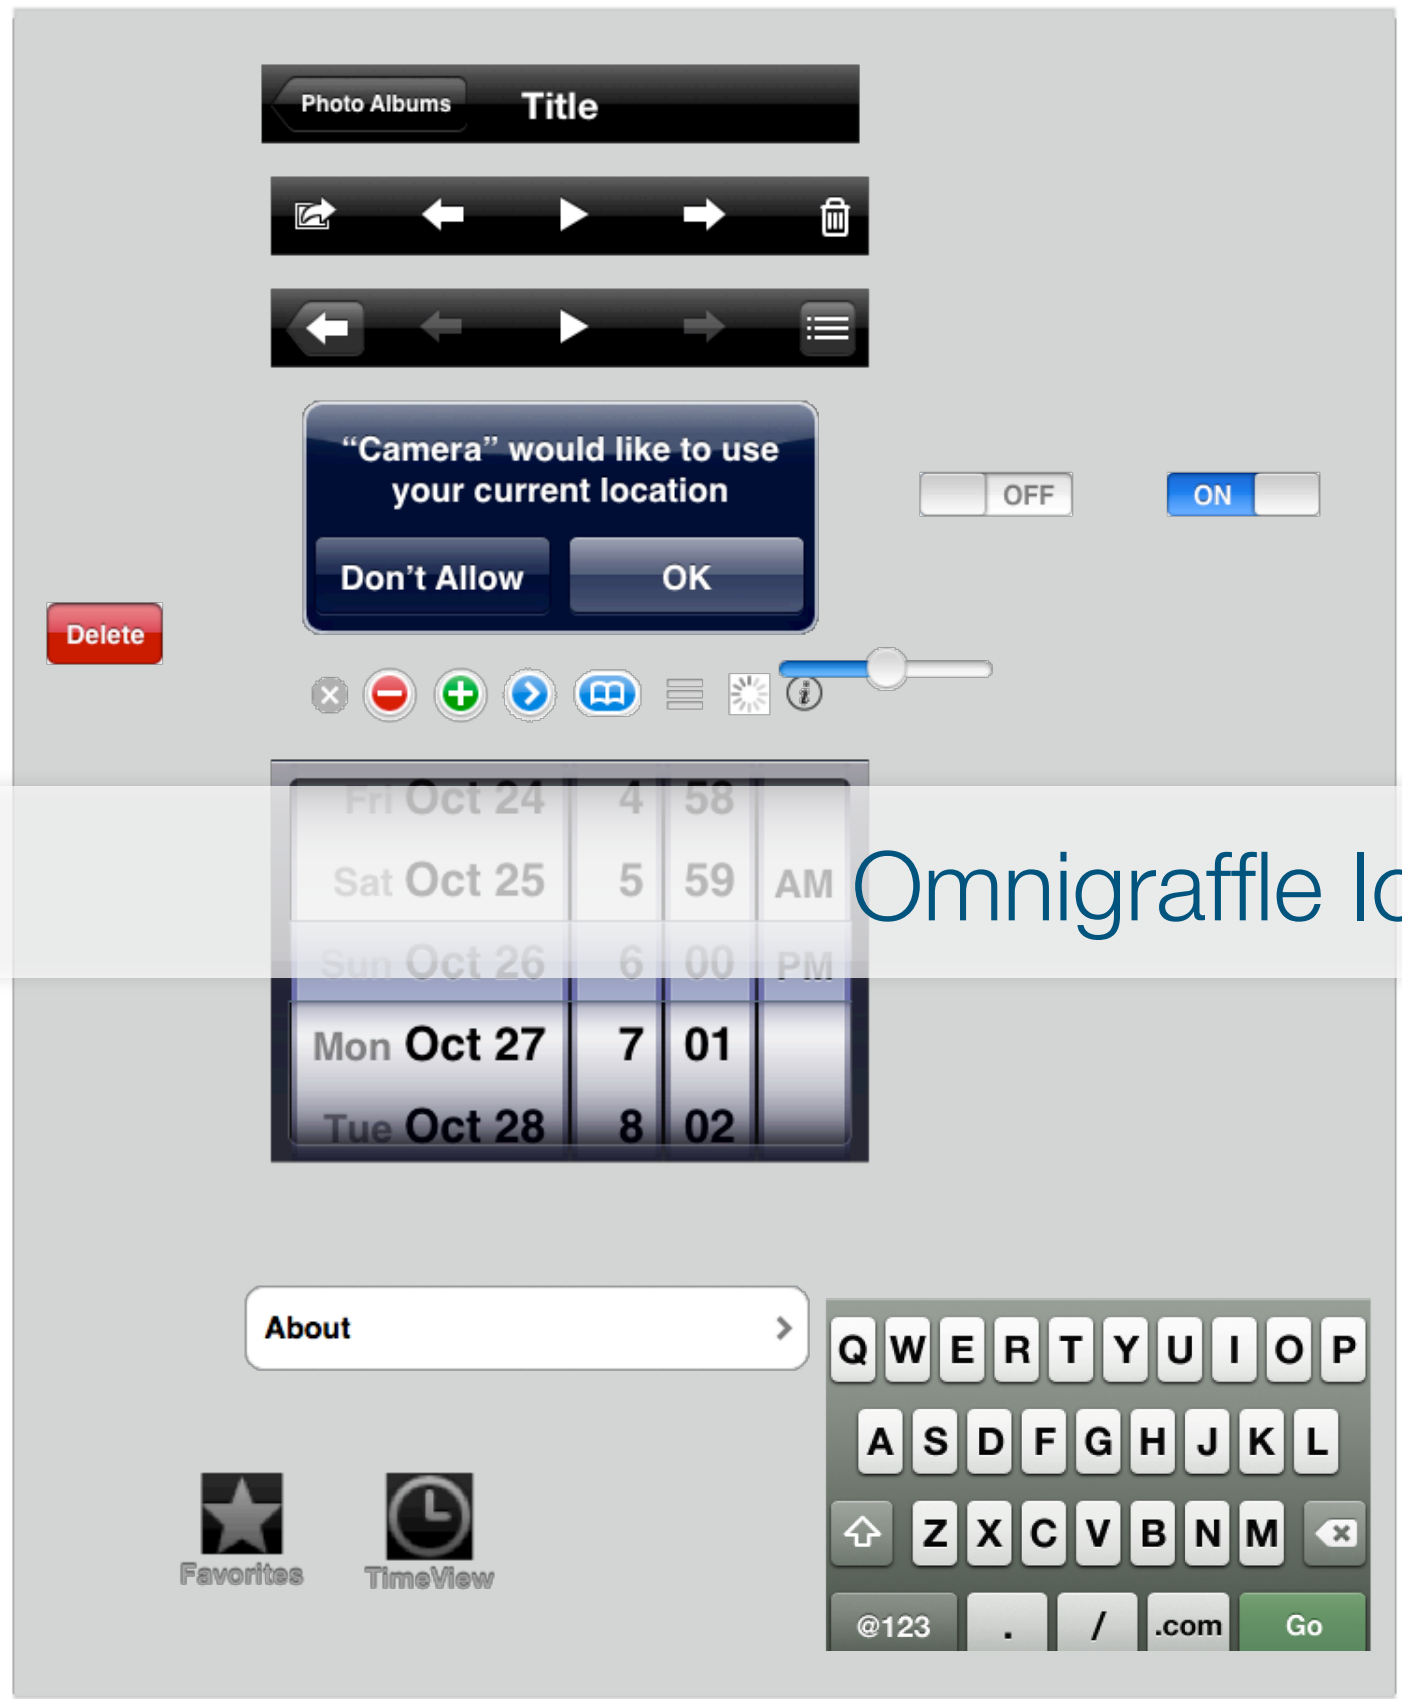 Photo Albums Title
“Camera” would like to use
your current location
Don’t Allow OK
OFF ON
Delete
Fri Oct 24 4 58
Sat Oct 25 5 59 AM
Omnigraffle
Sun Oct 26 6 00 PM
Mon Oct 27 7 01
Tue Oct 28 8 02
About
Q W E R T Y U I O P
A S D F G H J K L
Z X C V B N M
@123 . / .com Go
Favorites TimeView